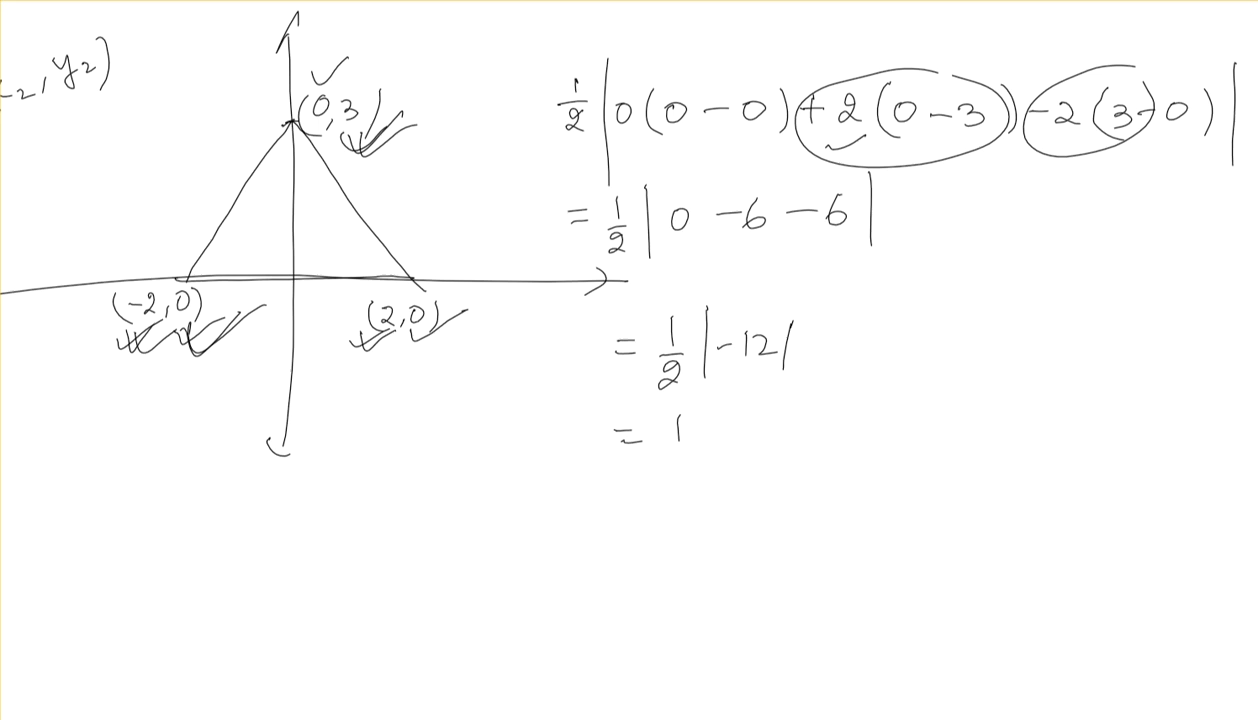 , y₂)
(0,3)
(-2,0)
(2,0)
1/2 |0(0-0)+2(0-3)-2(3-0)|
= 1/2 |0-6-6|
= 1/2 |-12|
= 1